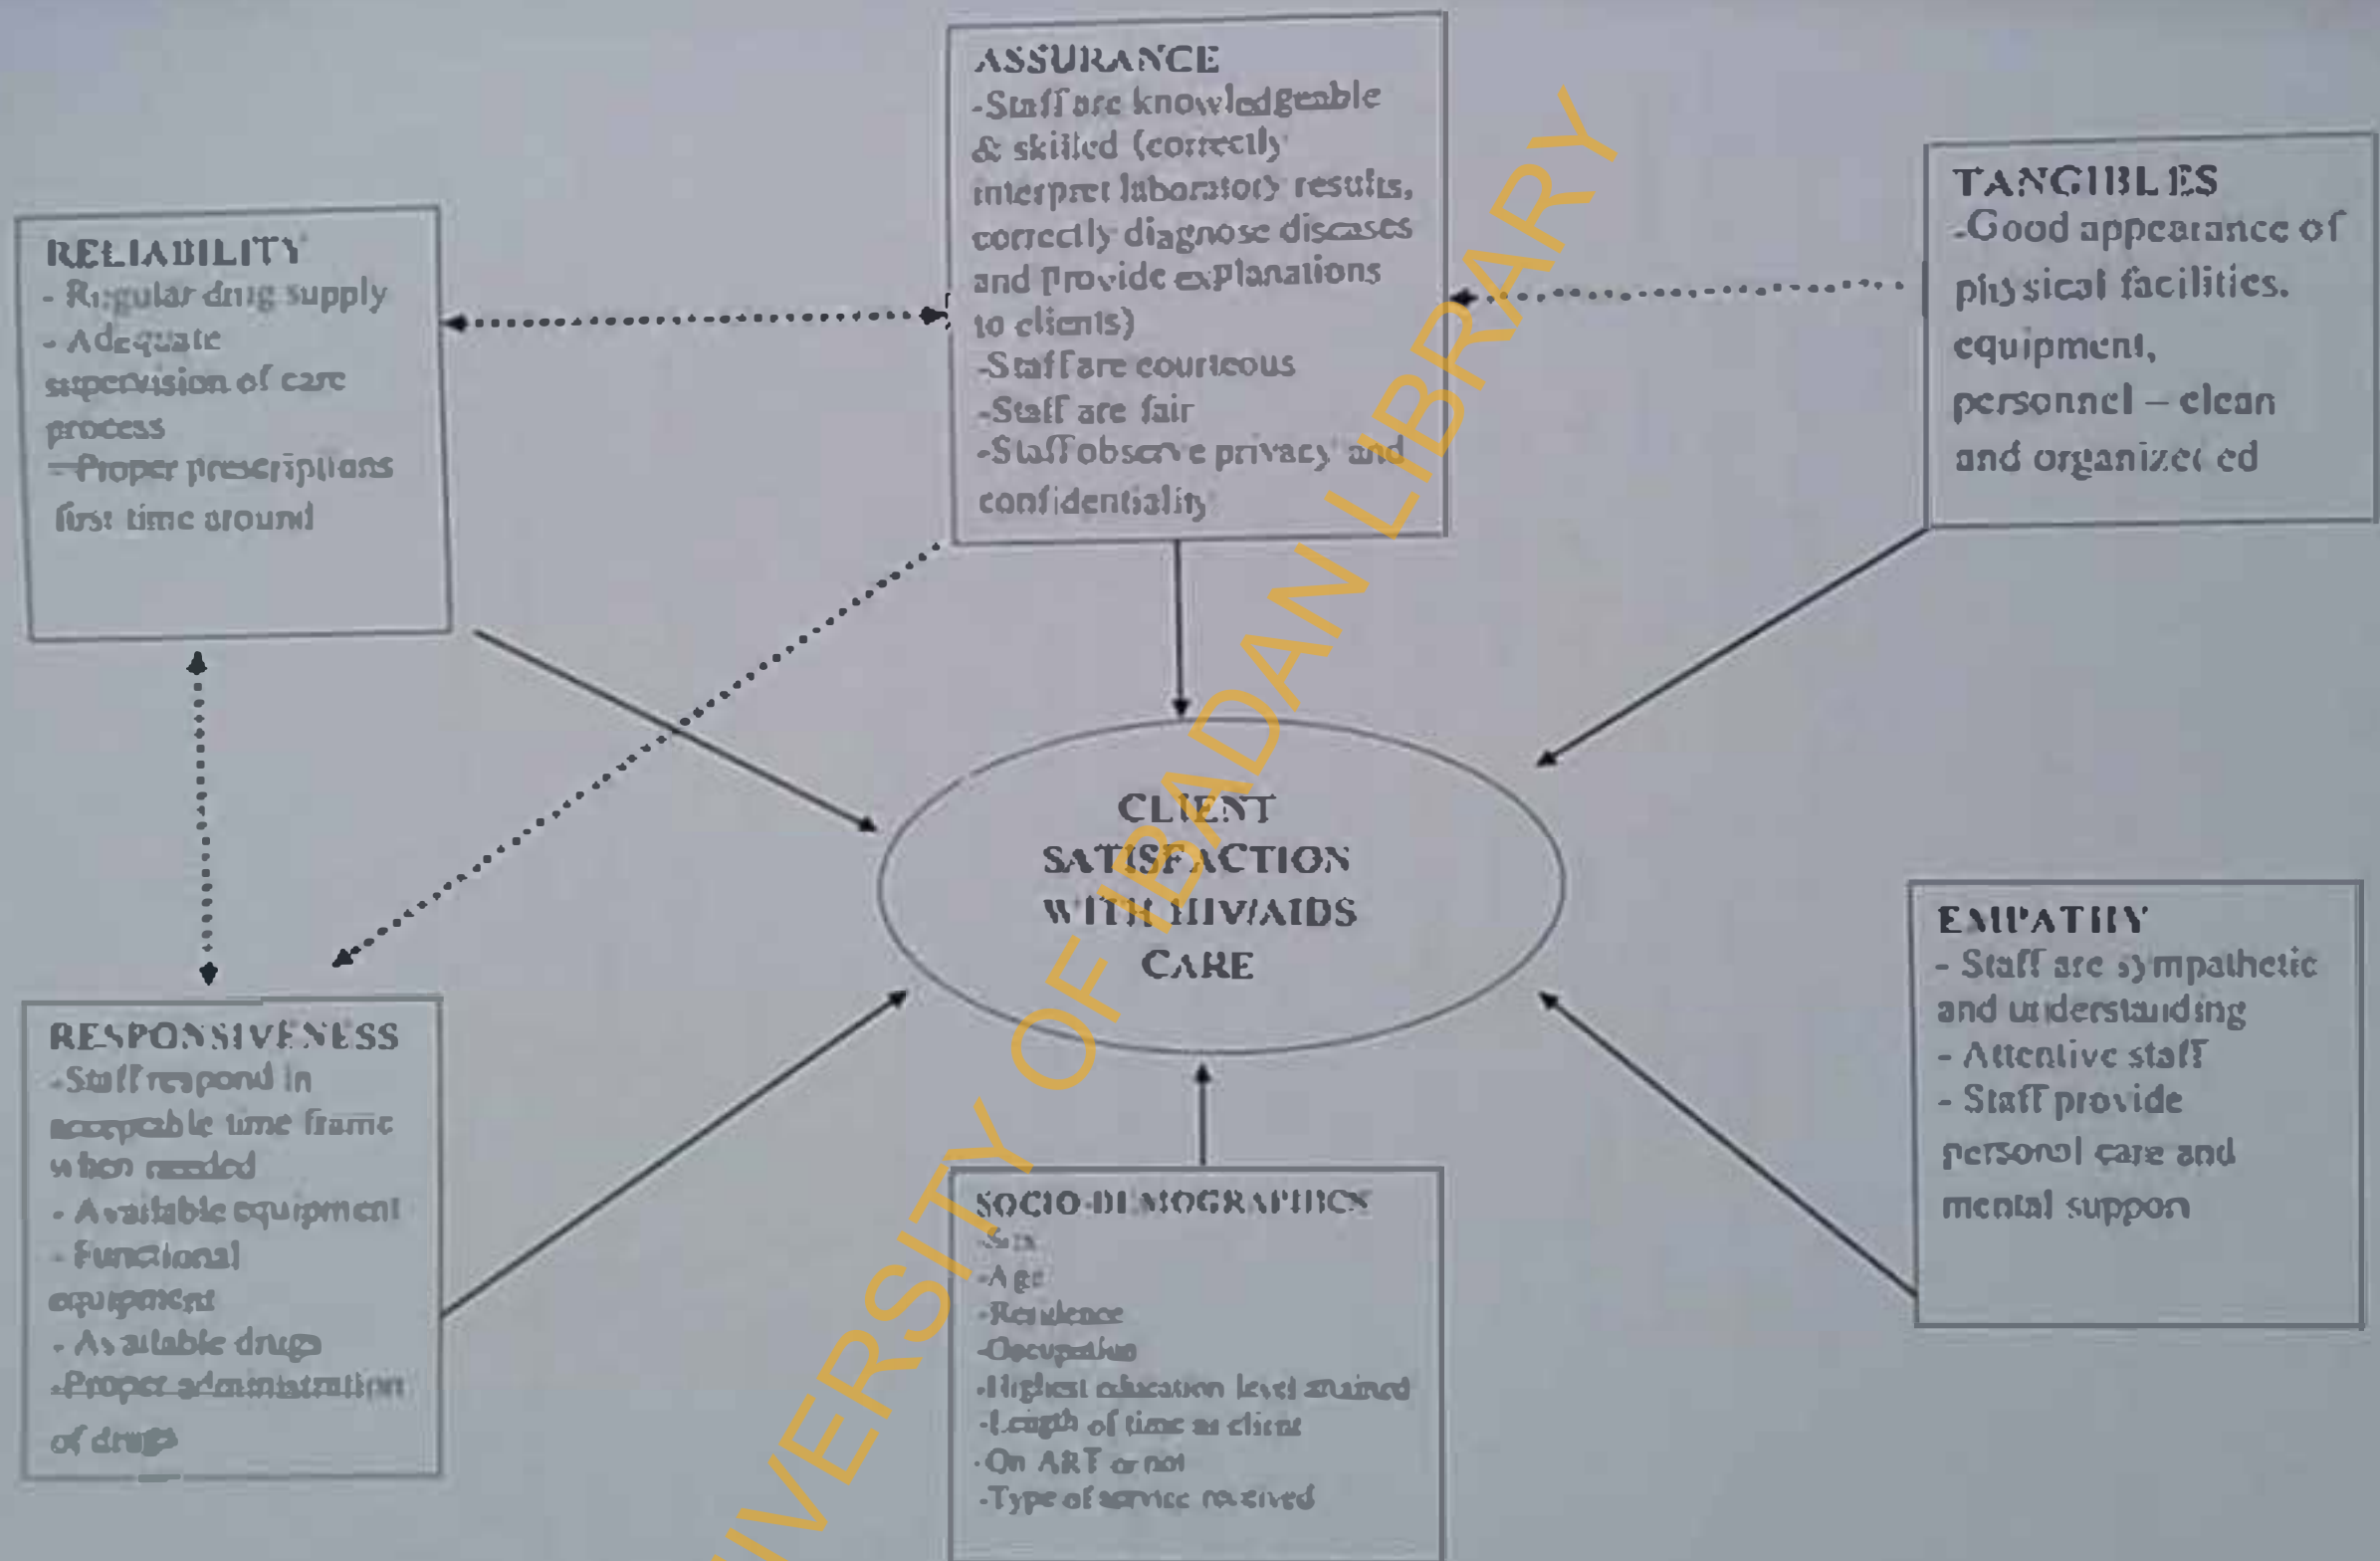 ASSURANCE
-Staff are knowledgeable
& skilled (correctly
interpret laboratory results,
correctly diagnose diseases
and provide explanations
to clients)
-Staff are courteous
-Staff are fair
-Staff observe privacy and
confidentiality
TANGIBLES
-Good appearance of
physical facilities.
equipment,
personnel – clean
and organized
RELIABILITY
- Regular drug supply
- Adequate
supervision of care
process
- Proper prescriptions
first time around
CLIENT
SATISFACTION
WITH HIV/AIDS
CARE
EMPATHY
- Staff are sympathetic
and understanding
- Attentive staff
- Staff provide
personal care and
mental support
RESPONSIVENESS
-Staff respond in
acceptable time frame
when needed
- Available equipment
- Functional
equipment
- Available drugs
-Proper administration
of drugs
SOCIO-DEMOGRAPHICS
-Sex
-Age
-Residence
-Occupation
-Highest education level attained
-Length of time as client
-On ART or not
-Type of service received
UNIVERSITY OF IBADAN LIBRARY